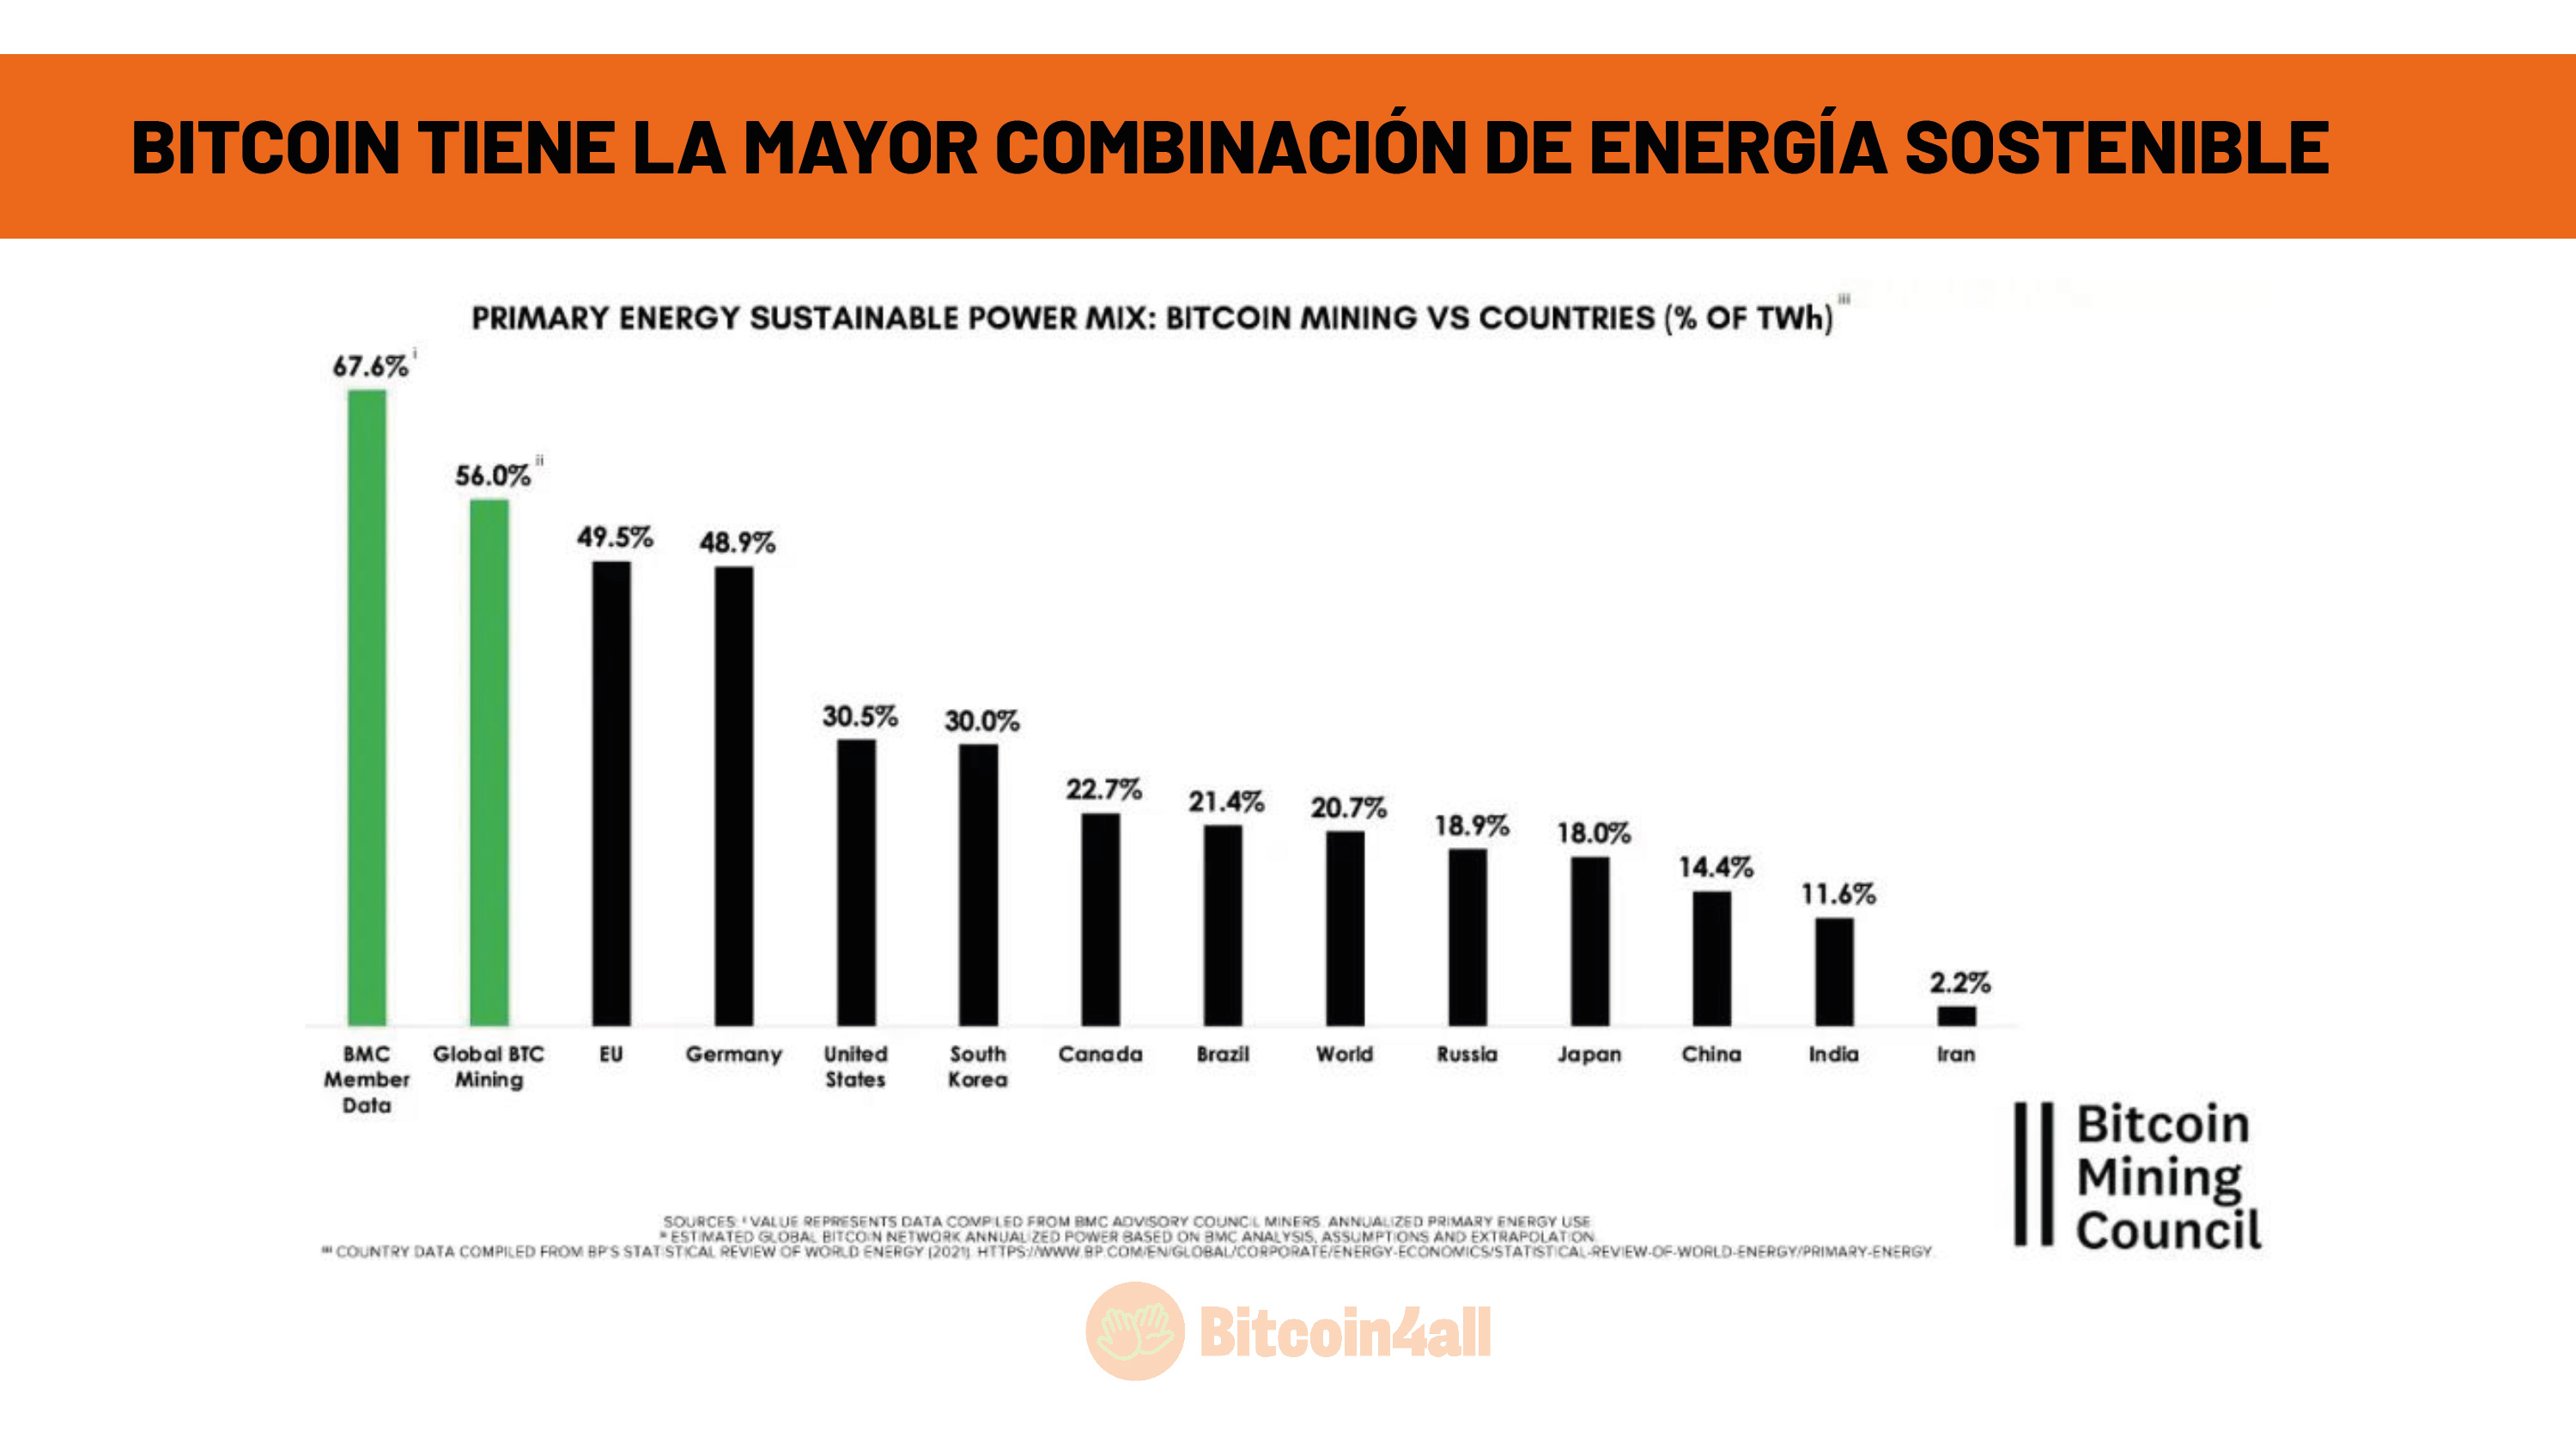 BITCOIN TIENE LA MAYOR COMBINACIÓN DE ENERGÍA SOSTENIBLE
PRIMARY ENERGY SUSTAINABLE POWER MIX: BITCOIN MINING VS COUNTRIES (% OF TWh) iii
67.6% i
56.0% ii
49.5%
48.9%
30.5%
30.0%
22.7%
21.4%
20.7%
18.9%
18.0%
14.4%
11.6%
2.2%
BMC
Member
Data
Global BTC
Mining
EU
Germany
United
States
South
Korea
Canada
Brazil
World
Russia
Japan
China
India
Iran
Bitcoin
Mining
Council
SOURCES: i VALUE REPRESENTS DATA COMPILED FROM BMC ADVISORY COUNCIL MINERS. ANNUALIZED PRIMARY ENERGY USE
ii ESTIMATED GLOBAL BITCOIN NETWORK ANNUALIZED POWER BASED ON BMC ANALYSIS, ASSUMPTIONS AND EXTRAPOLATION.
iii COUNTRY DATA COMPILED FROM BP'S STATISTICAL REVIEW OF WORLD ENERGY (2021). HTTPS://WWW.BP.COM/EN/GLOBAL/CORPORATE/ENERGY-ECONOMICS/STATISTICAL-REVIEW-OF-WORLD-ENERGY/PRIMARY-ENERGY.
Bitcoin4all